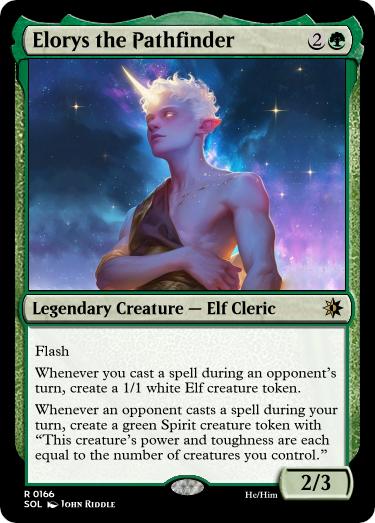 Elorys the Pathfinder 2
Legendary Creature — Elf Cleric
Flash
Whenever you cast a spell during an opponent’s
turn, create a 1/1 white Elf creature token.
Whenever an opponent casts a spell during your
turn, create a green Spirit creature token with
“This creature’s power and toughness are each
equal to the number of creatures you control.”
2/3
R 0166
SOL John Riddle
He/Him